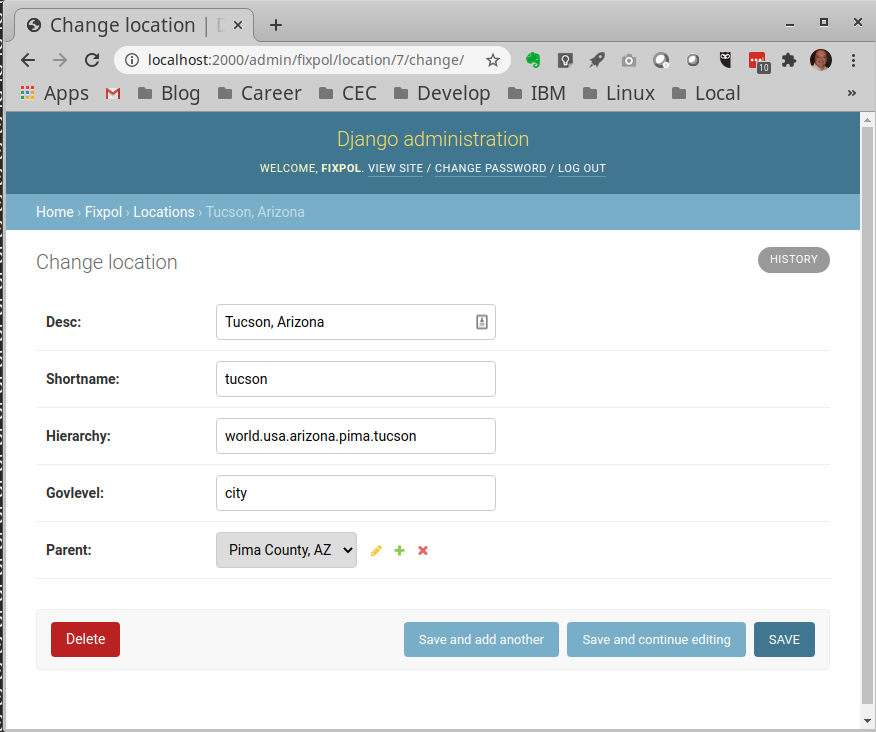 Change location | D
localhost:2000/admin/fixpol/location/7/change/
10
Apps Blog Career CEC Develop IBM Linux Local »
Django administration
WELCOME, FIXPOL. VIEW SITE / CHANGE PASSWORD / LOG OUT
Home › Fixpol › Locations › Tucson, Arizona
Change location
HISTORY
Desc: Tucson, Arizona
Shortname: tucson
Hierarchy: world.usa.arizona.pima.tucson
Govlevel: city
Parent: Pima County, AZ
Delete Save and add another Save and continue editing SAVE